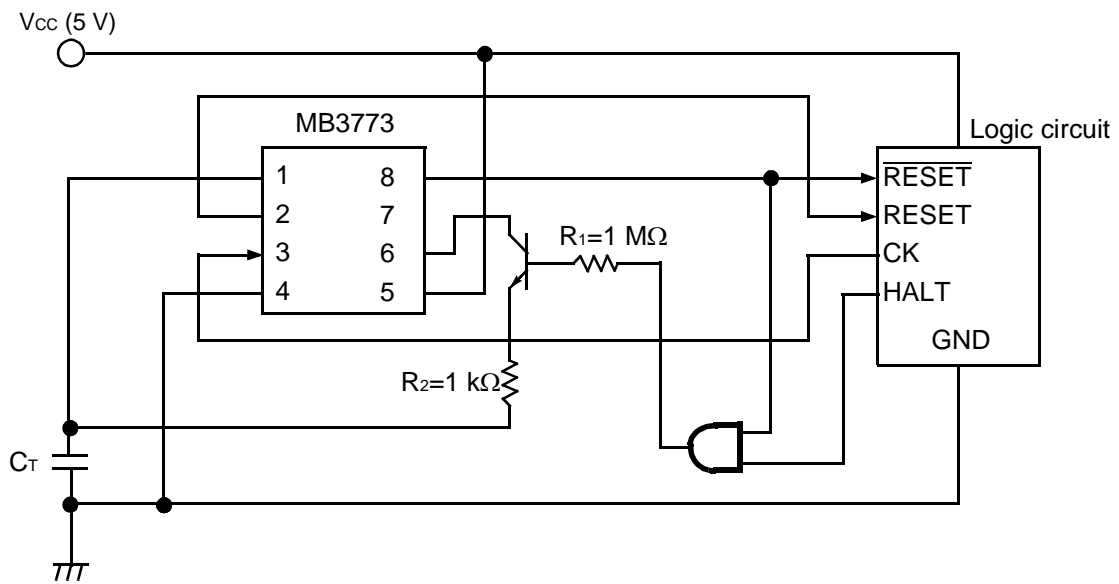 VCC (5 V)
MB3773
Logic circuit
1 8
2 7
3 6
4 5
RESET
RESET
CK
HALT
GND
R1=1 MΩ
R2=1 kΩ
CT